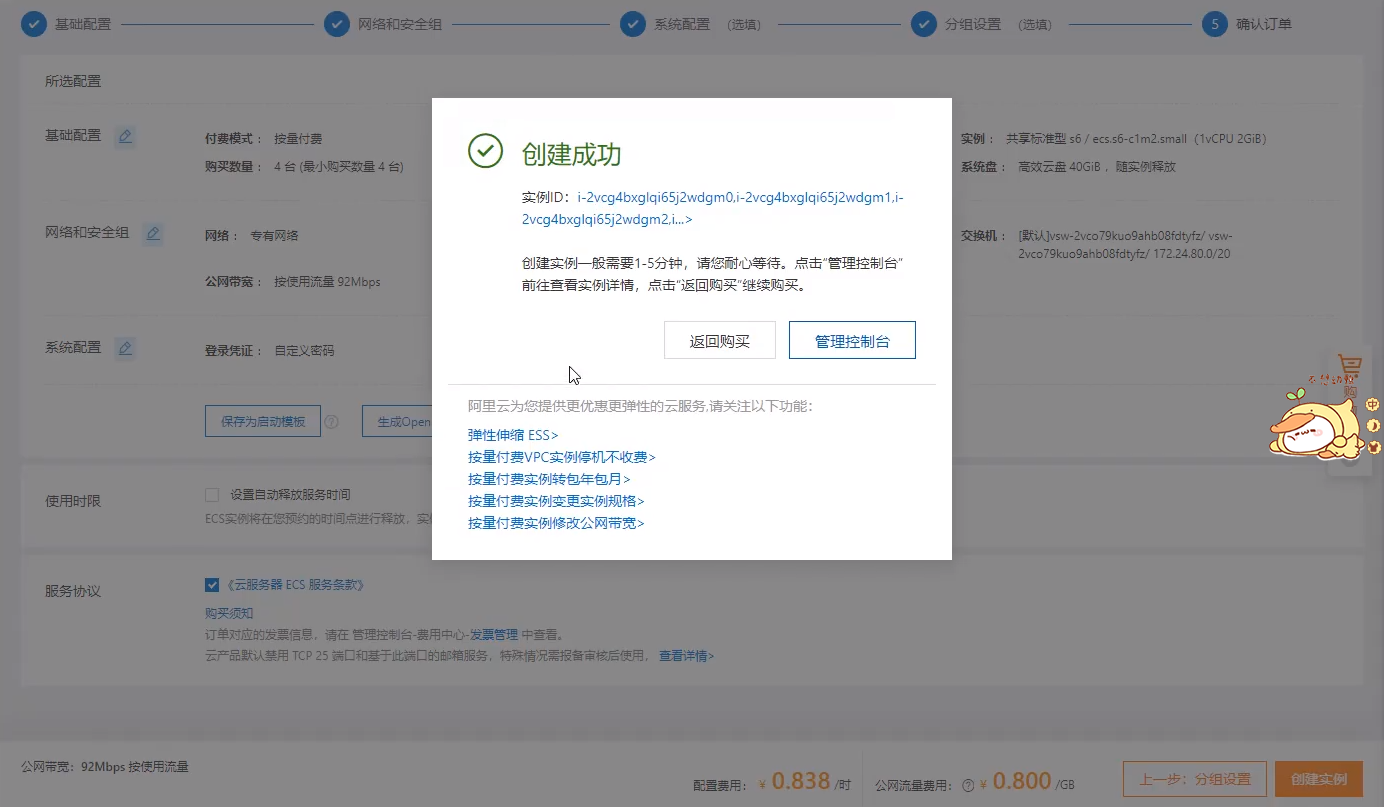 基础配置
网络和安全组
系统配置 (选填)
分组设置 (选填)
5 确认订单
所选配置
基础配置
付费模式： 按量付费
购买数量： 4 台 (最小购买数量 4 台)
实例： 共享标准型 s6 / ecs.s6-c1m2.small（1vCPU 2GiB）
系统盘： 高效云盘 40GiB ，随实例释放
网络和安全组
网络： 专有网络
公网带宽： 按使用流量 92Mbps
交换机： [默认]vsw-2vco79kuo9ahb08fdtyfz/ vsw-
2vco79kuo9ahb08fdtyfz/ 172.24.80.0/20
系统配置
登录凭证： 自定义密码
保存为启动模板 ?
生成Open
创建成功
实例ID： i-2vcg4bxglqi65j2wdgm0,i-2vcg4bxglqi65j2wdgm1,i-
2vcg4bxglqi65j2wdgm2,i...>
创建实例一般需要1-5分钟，请您耐心等待。点击“管理控制台”
前往查看实例详情，点击“返回购买”继续购买。
返回购买
管理控制台
阿里云为您提供更优惠更弹性的云服务,请关注以下功能：
弹性伸缩 ESS>
按量付费VPC实例停机不收费>
按量付费实例转包年包月>
按量付费实例变更实例规格>
按量付费实例修改公网带宽>
购
中
使用时限
设置自动释放服务时间
ECS实例将在您预约的时间点进行释放，实
服务协议
《云服务器 ECS 服务条款》
购买须知
订单对应的发票信息，请在 管理控制台-费用中心-发票管理 中查看。
云产品默认禁用 TCP 25 端口和基于此端口的邮箱服务，特殊情况需报备审核后使用， 查看详情>
公网带宽：92Mbps 按使用流量
配置费用： ￥ 0.838 /时
公网流量费用： ? ￥ 0.800 /GB
上一步：分组设置
创建实例